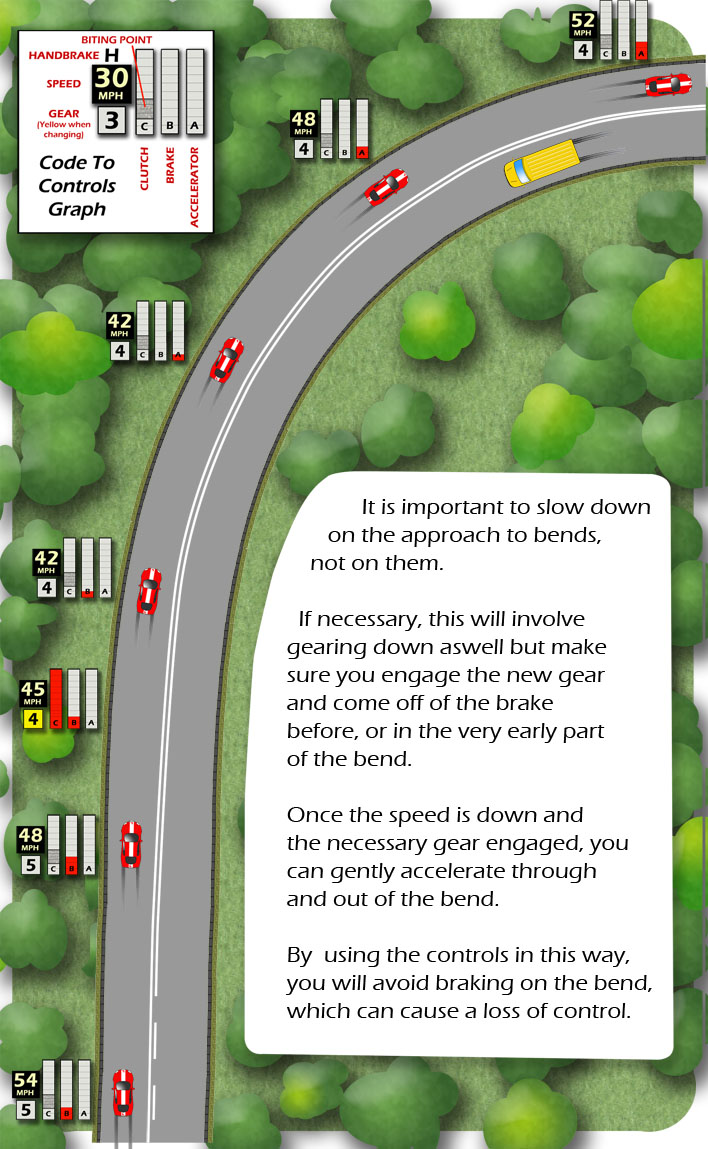 BITING POINT
HANDBRAKE H
SPEED
30
MPH
GEAR
(Yellow when
changing)
3
C B A
Code To
Controls
Graph
CLUTCH
BRAKE
ACCELERATOR
52
MPH
4
C B A
48
MPH
4
C B A
42
MPH
4
C B A
42
MPH
4
C B A
45
MPH
4
C B A
48
MPH
5
C B A
54
MPH
5
C B A
It is important to slow down
on the approach to bends,
not on them.
If necessary, this will involve
gearing down aswell but make
sure you engage the new gear
and come off of the brake
before, or in the very early part
of the bend.
Once the speed is down and
the necessary gear engaged, you
can gently accelerate through
and out of the bend.
By using the controls in this way,
you will avoid braking on the bend,
which can cause a loss of control.